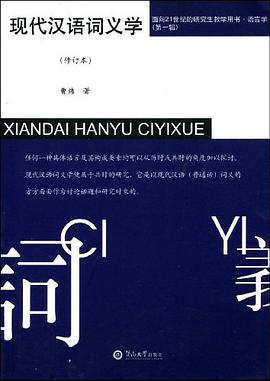 现代汉语词义学
面向21世纪的研究生教学用书·语言学
(第一辑)
(修订本)
曹炜 著
XIANDAI HANYU CIYIXUE
任何一种具体语言及其构成要素均可以从历时或共时的角度加以探讨。
现代汉语词义学便属于共时的研究,它是以现代汉语(普通话)词义的
方方面面作为讨论话题和研究对象的。
CI YI
词 義
暨南大学出版社